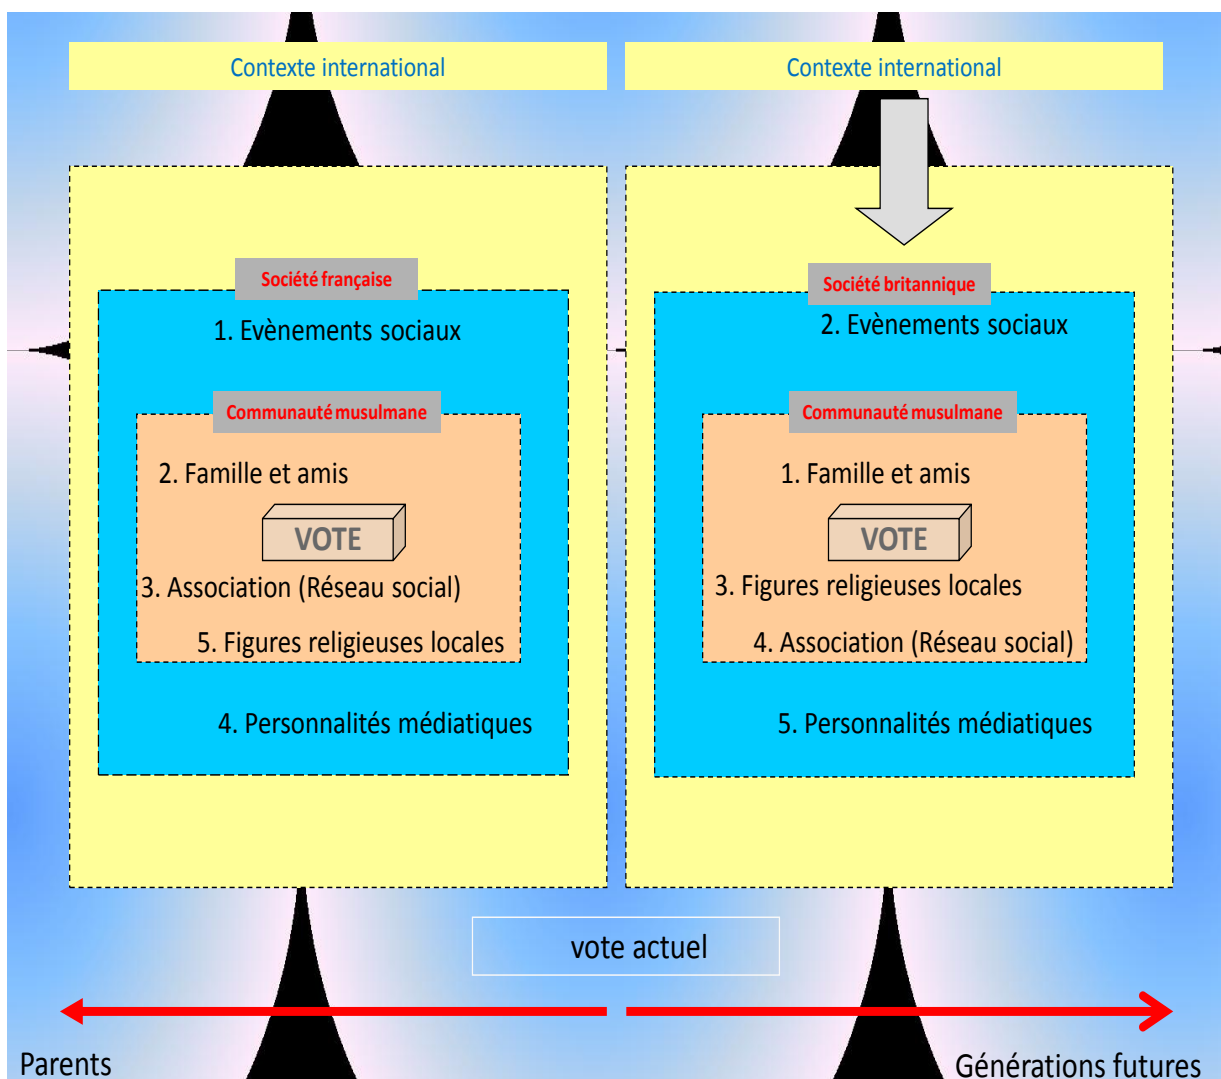 Contexte international
Société française
1. Evènements sociaux
Communauté musulmane
2. Famille et amis
VOTE
3. Association (Réseau social)
5. Figures religieuses locales
4. Personnalités médiatiques
Contexte international
Société britannique
2. Evènements sociaux
Communauté musulmane
1. Famille et amis
VOTE
3. Figures religieuses locales
4. Association (Réseau social)
5. Personnalités médiatiques
vote actuel
Parents
Générations futures